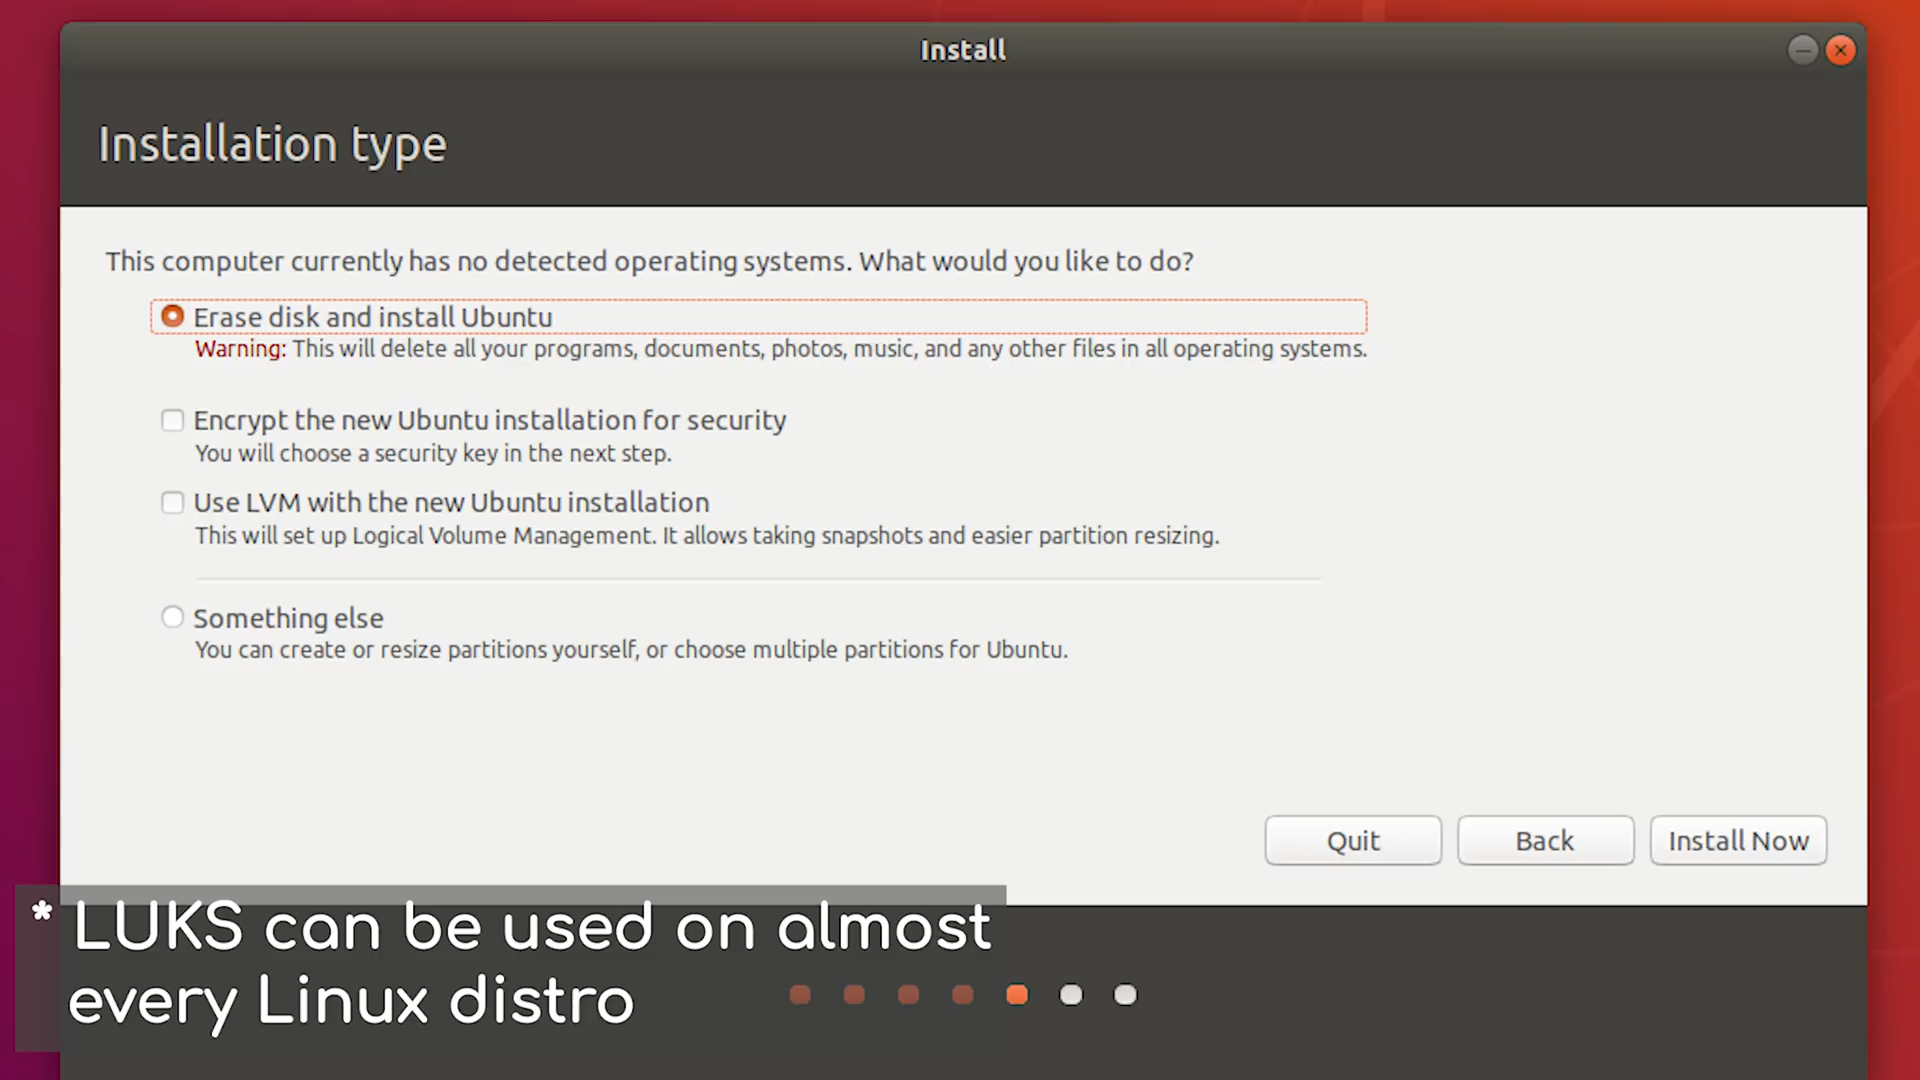 Install
Installation type
This computer currently has no detected operating systems. What would you like to do?
Erase disk and install Ubuntu
Warning: This will delete all your programs, documents, photos, music, and any other files in all operating systems.
Encrypt the new Ubuntu installation for security
You will choose a security key in the next step.
Use LVM with the new Ubuntu installation
This will set up Logical Volume Management. It allows taking snapshots and easier partition resizing.
Something else
You can create or resize partitions yourself, or choose multiple partitions for Ubuntu.
Quit Back Install Now
* LUKS can be used on almost
every Linux distro